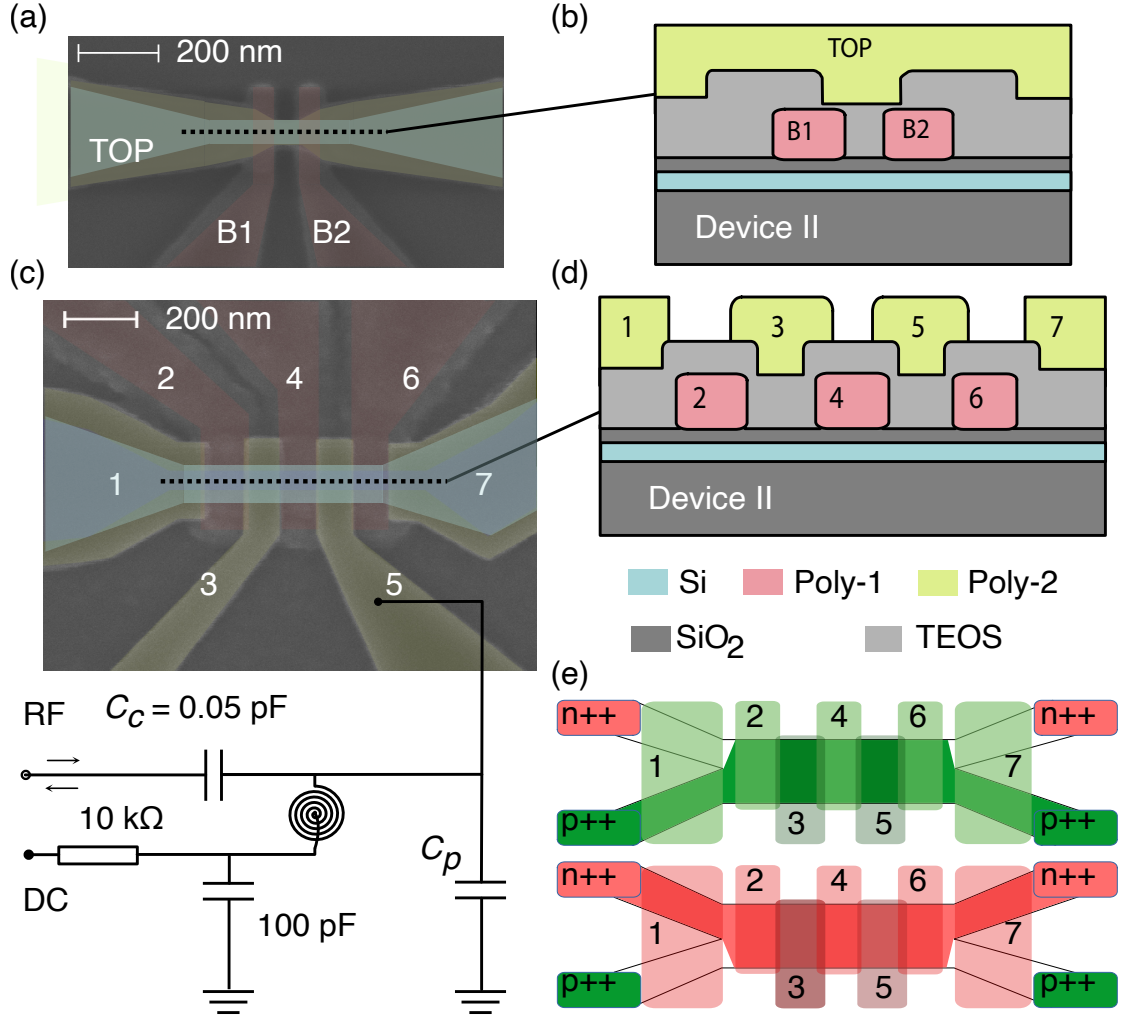 (a)
200 nm
TOP
B1 B2
(b)
TOP
B1 B2
Device II
(c)
200 nm
2 4 6
1 7
3 5
(d)
1 3 5 7
2 4 6
Device II
Si Poly-1 Poly-2
SiO2 TEOS
RF Cc = 0.05 pF
10 kΩ
DC
Cp
100 pF
(e)
n++ 2 4 6 n++
1 7
p++ 3 5 p++
n++ 2 4 6 n++
1 7
p++ 3 5 p++